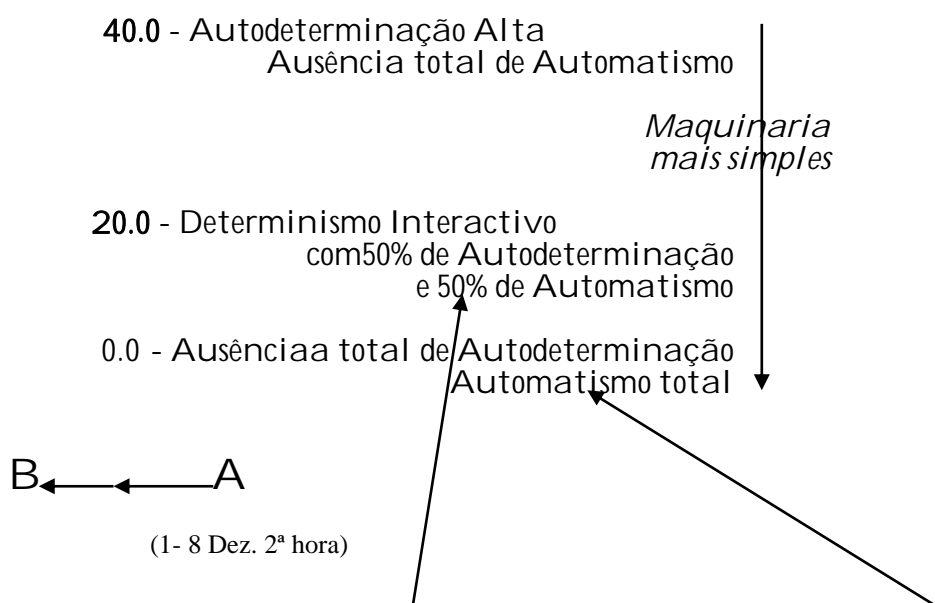 40.0 - Autodeterminação Alta
Ausência total de Automatismo
Maquinaria
mais simples
20.0 - Determinismo Interactivo
com50% de Autodeterminação
e 50% de Automatismo
0.0 - Ausênciaa total de Autodeterminação
Automatismo total
B A
(1- 8 Dez. 2ª hora)